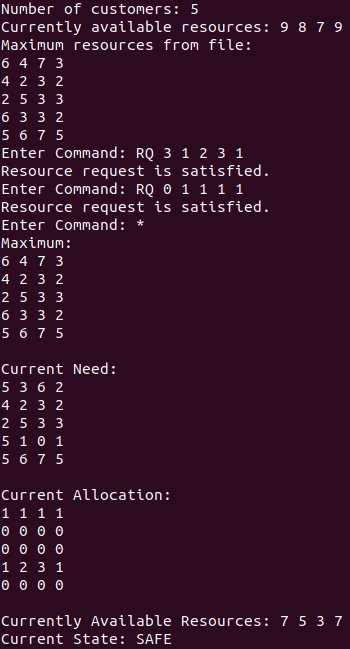 Number of customers: 5
Currently available resources: 9 8 7 9
Maximum resources from file:
6 4 7 3
4 2 3 2
2 5 3 3
6 3 3 2
5 6 7 5
Enter Command: RQ 3 1 2 3 1
Resource request is satisfied.
Enter Command: RQ 0 1 1 1 1
Resource request is satisfied.
Enter Command: *
Maximum:
6 4 7 3
4 2 3 2
2 5 3 3
6 3 3 2
5 6 7 5

Current Need:
5 3 6 2
4 2 3 2
2 5 3 3
5 1 0 1
5 6 7 5

Current Allocation:
1 1 1 1
0 0 0 0
0 0 0 0
1 2 3 1
0 0 0 0

Currently Available Resources: 7 5 3 7
Current State: SAFE